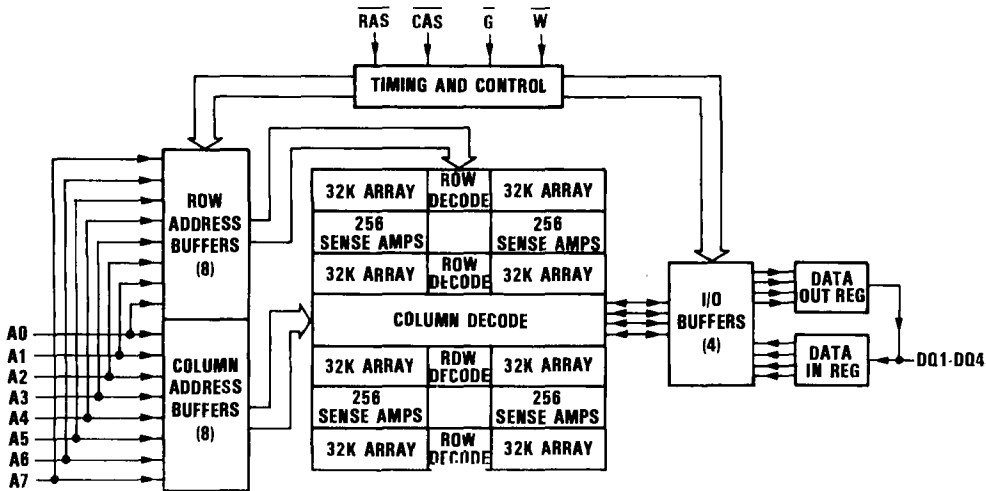 RAS CAS G W
TIMING AND CONTROL
ROW
ADDRESS
BUFFERS
(8)
COLUMN
ADDRESS
BUFFERS
(8)
A0
A1
A2
A3
A4
A5
A6
A7
32K ARRAY
ROW
DECODE
32K ARRAY
256
SENSE AMPS
256
SENSE AMPS
32K ARRAY
ROW
DECODE
32K ARRAY
COLUMN DECODE
32K ARRAY
ROW
DECODE
32K ARRAY
256
SENSE AMPS
256
SENSE AMPS
32K ARRAY
ROW
DECODE
32K ARRAY
I/O
BUFFERS
(4)
DATA
OUT REG
DATA
IN REG
DQ1-DQ4